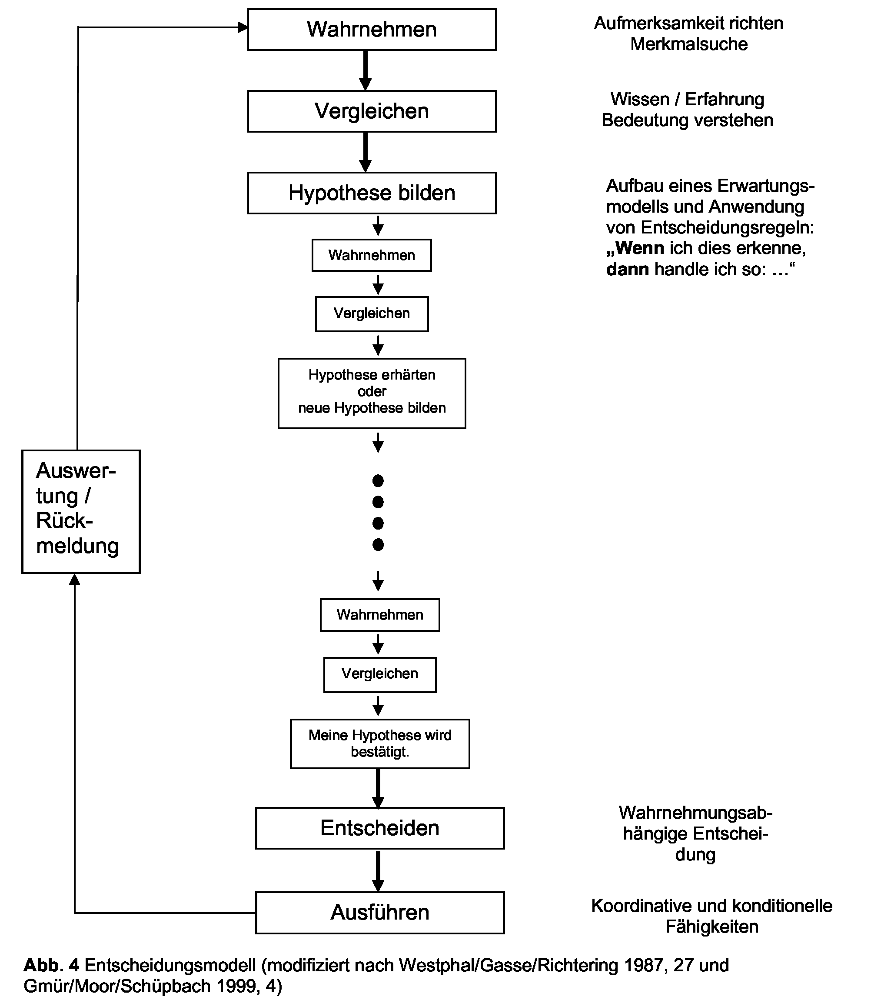 Wahrnehmen
Aufmerksamkeit richten
Merkmalsuche
Vergleichen
Wissen / Erfahrung
Bedeutung verstehen
Hypothese bilden
Aufbau eines Erwartungs-
modells und Anwendung
von Entscheidungsregeln:
„Wenn ich dies erkenne,
dann handle ich so: …“
Wahrnehmen
Vergleichen
Hypothese erhärten
oder
neue Hypothese bilden
Auswer-
tung /
Rück-
meldung
Wahrnehmen
Vergleichen
Meine Hypothese wird
bestätigt.
Entscheiden
Wahrnehmungsab-
hängige Entschei-
dung
Ausführen
Koordinative und konditionelle
Fähigkeiten
Abb. 4 Entscheidungsmodell (modifiziert nach Westphal/Gasse/Richtering 1987, 27 und
Gmür/Moor/Schüpbach 1999, 4)